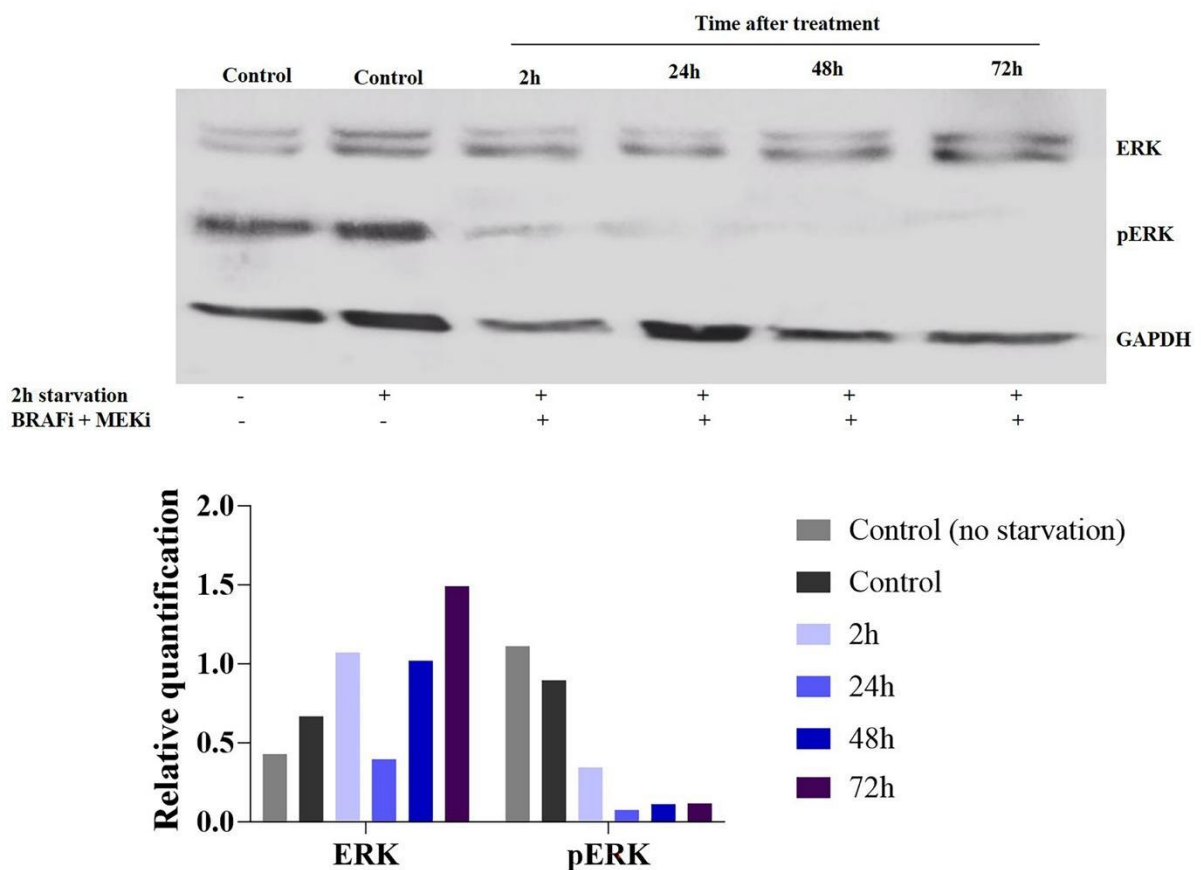 Time after treatment
Control Control 2h 24h 48h 72h
ERK
pERK
GAPDH
2h starvation - + + + + +
BRAFi + MEKi - - + + + +
Relative quantification
2.0
1.5
1.0
0.5
0.0
ERK pERK
Control (no starvation)
Control
2h
24h
48h
72h